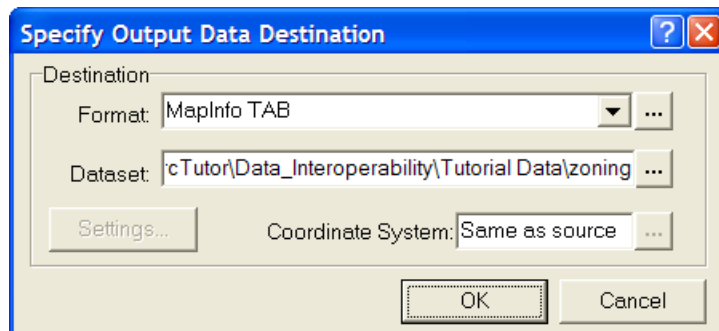 Specify Output Data Destination
Destination
Format: MapInfo TAB ...
Dataset: rcTutor\Data_Interoperability\Tutorial Data\zoning ...
Settings... Coordinate System: Same as source ...
OK Cancel